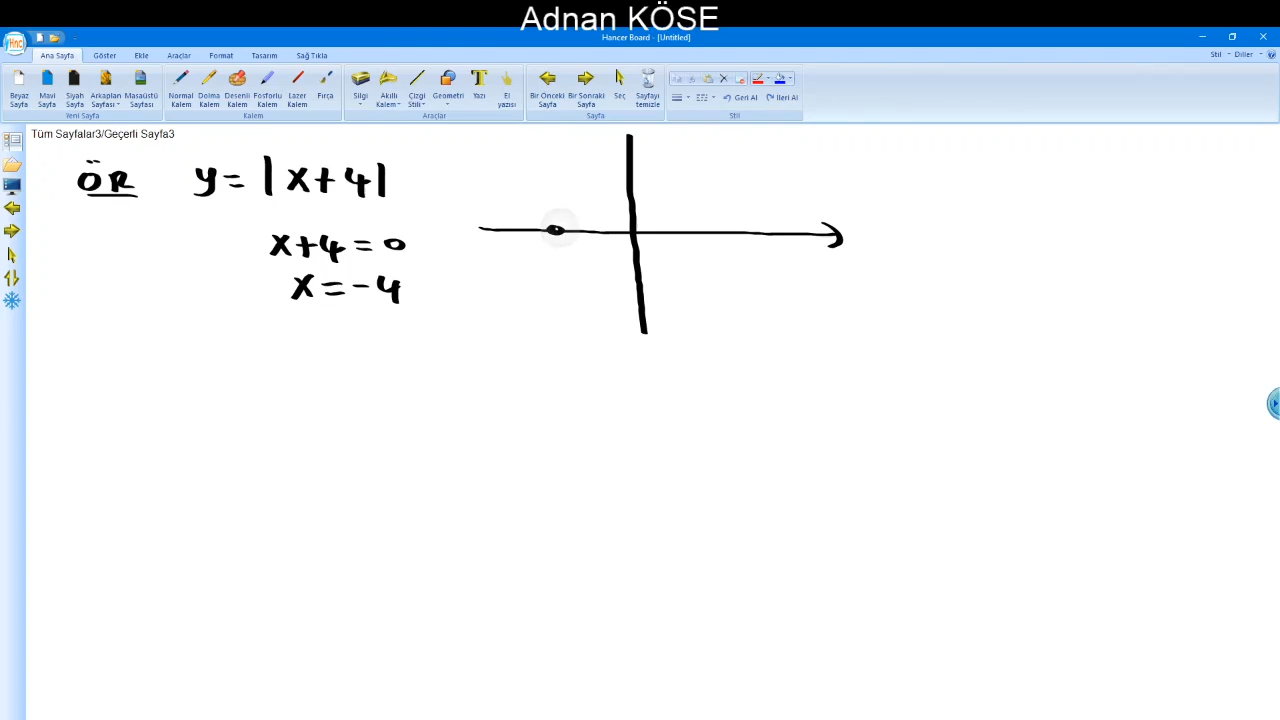 Adnan KÖSE
Hancer Board - [Untitled]
Hnc
Ana Sayfa Göster Ekle Araçlar Format Tasarım Sağ Tıkla Stil Diller
Beyaz Sayfa Mavi Sayfa Siyah Sayfa Arkaplan Sayfası Masaüstü Sayfası Normal Kalem Dolma Kalem Desenli Kalem Fosforlu Kalem Lazer Kalem Fırça Silgi Akıllı Kalem Çizgi Stili Geometri Yazı El yazısı Bir Önceki Sayfa Bir Sonraki Sayfa Seç Sayfayı temizle Geri Al İleri Al
Yeni Sayfa Kalem Araçlar Sayfa Stil
Tüm Sayfalar3/Geçerli Sayfa3
ÖR y = |x+4|
x+4 = 0
x = -4